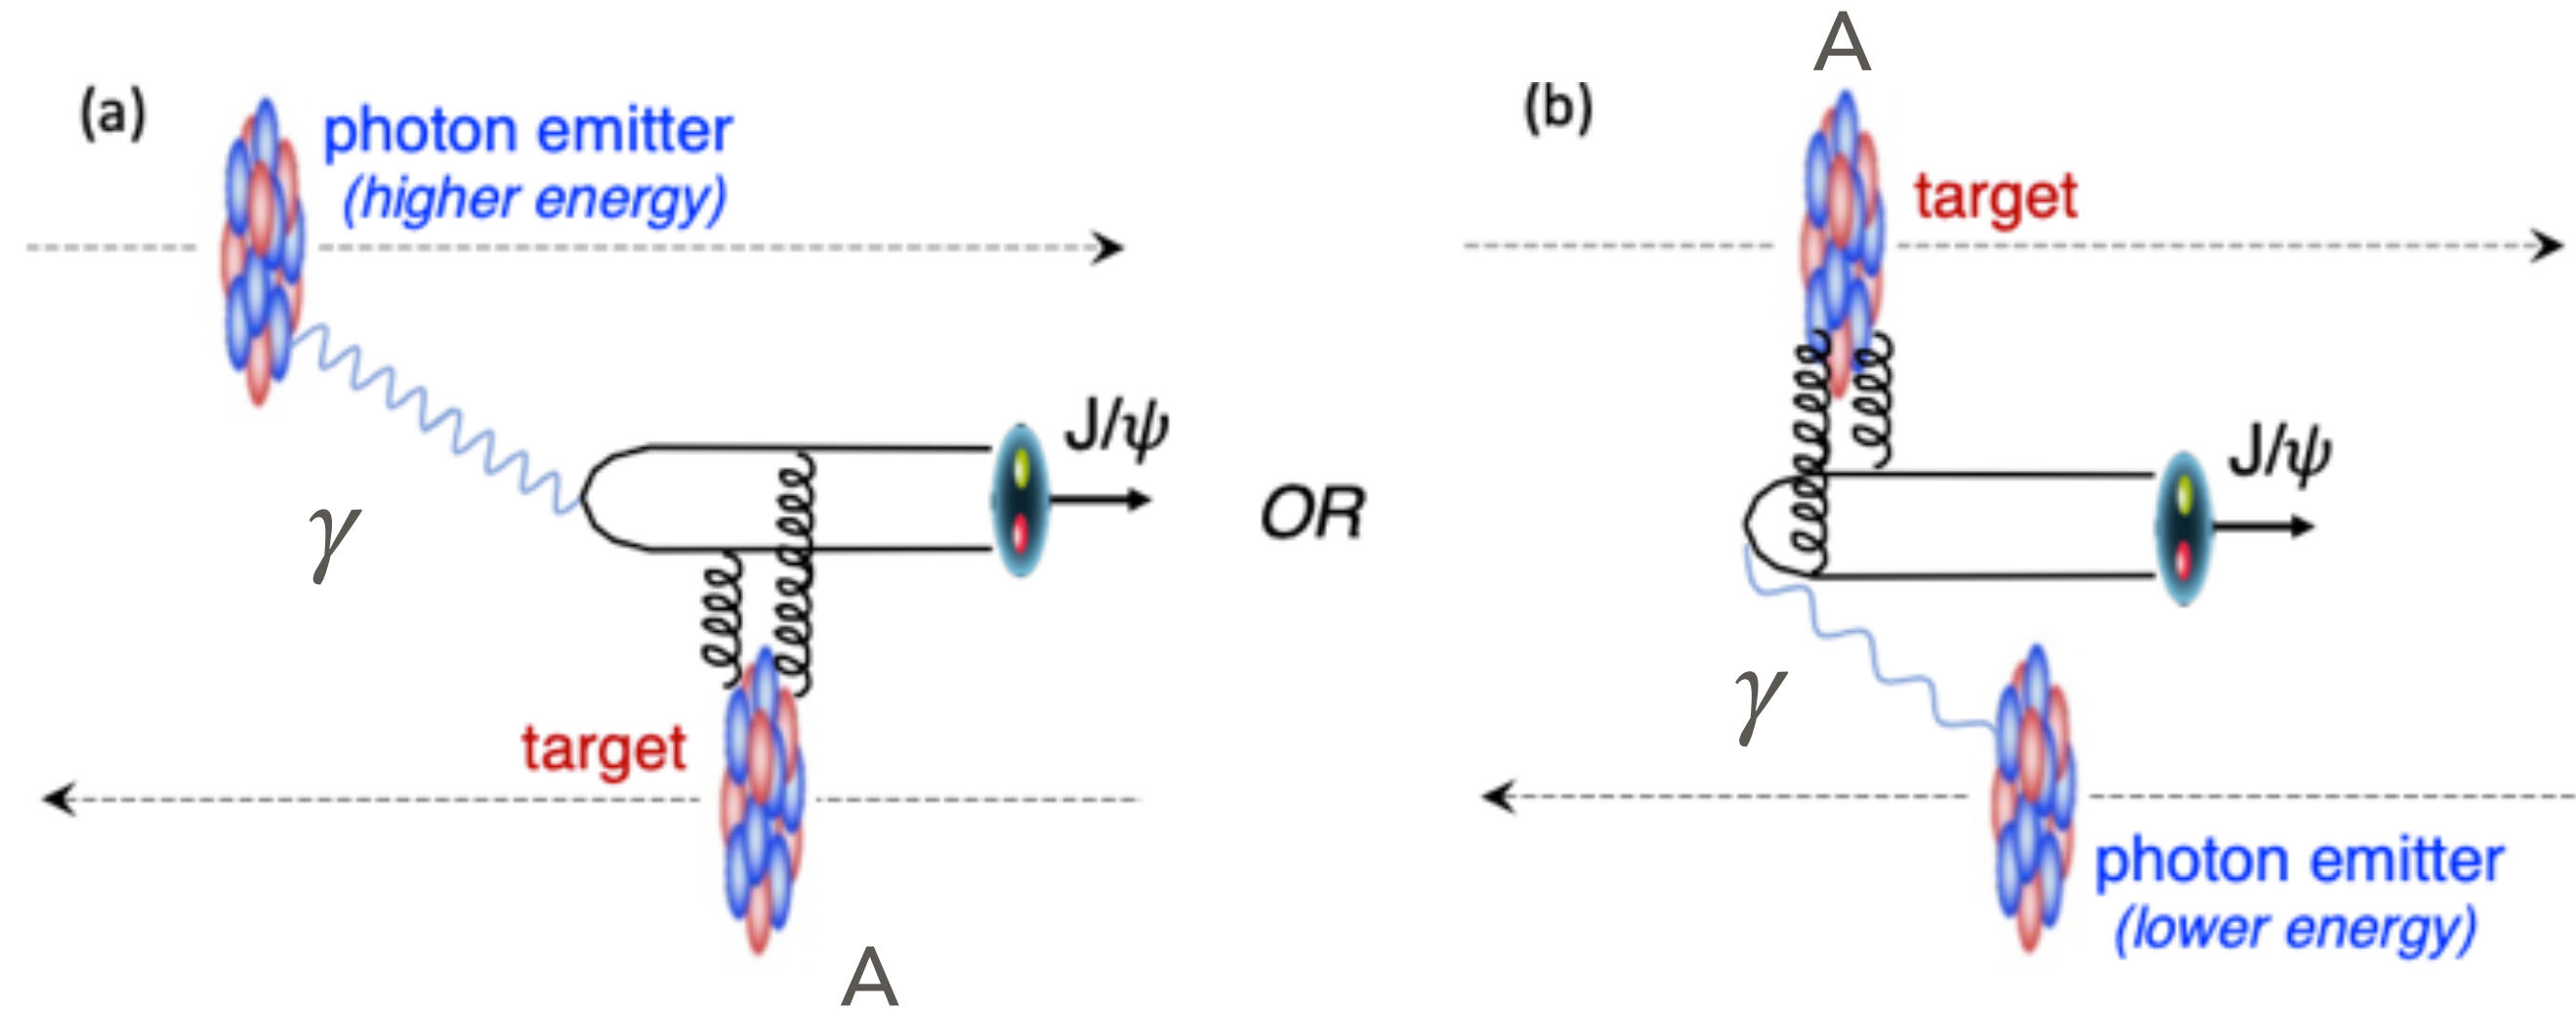 (a)
photon emitter
(higher energy)
γ
J/ψ
target
A
OR
A
(b)
target
J/ψ
γ
photon emitter
(lower energy)